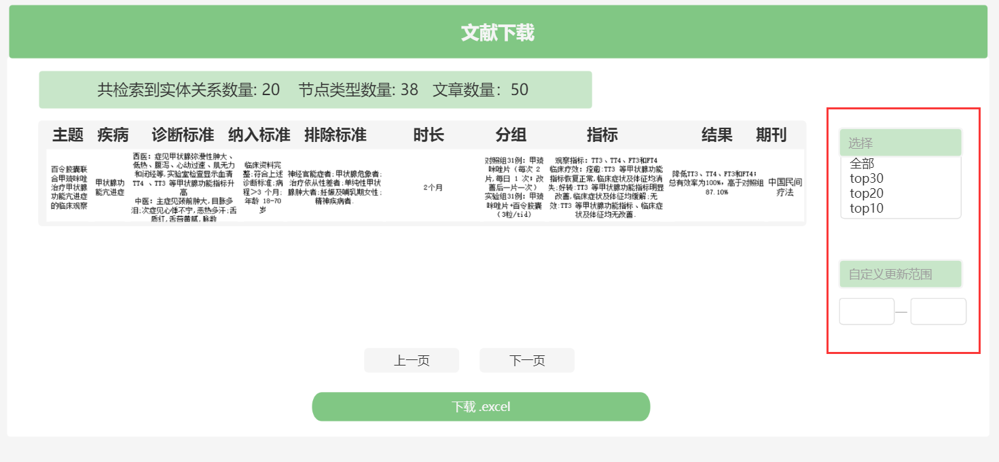 文献下载
共检索到实体关系数量: 20 节点类型数量: 38 文章数量：50
主题 疾病 诊断标准 纳入标准 排除标准 时长 分组 指标 结果 期刊
百令胶囊联
合甲巯咪唑
治疗甲状腺
功能亢进症
的临床观察
甲状腺功
能亢进症
西医：症见甲状腺弥漫性肿大、
低热、腹泻、心动过速、肌无力
和闭经等,实验室检查显示血清
TT4 、TT3 等甲状腺功能指标升
高
中医：主症见颈前肿大,目胀多
泪;次症见心悸不宁,恶热多汗;舌
质红,舌苔黄腻,脉数
临床资料完
整;符合上述
诊断标准;病
程＞3 个月;
年龄 18-70
岁
神经官能症者;甲状腺危象者;
治疗依从性差者;单纯性甲状
腺肿大者;妊娠及哺乳期女性;
精神疾病者.
2个月
对照组31例：甲巯
咪唑片（每次 2
片,每日 1 次；改
善后一片一次）
实验组31例：甲巯
咪唑片+百令胶囊
（3粒/tid）
观察指标：TT3、TT4、FT3和FT4
临床疗效：痊愈:TT3 等甲状腺功能
指标恢复正常,临床症状及体征均消
失;好转:TT3 等甲状腺功能指标明显
改善,临床症状及体征均缓解;无
效:TT3 等甲状腺功能指标、临床症
状及体征均无改善.
降低TT3、TT4、FT3和FT4；
总有效率为100%，高于对照组
87.10%
中国民间
疗法
选择
全部
top30
top20
top10
自定义更新范围
—
上一页 下一页
下载 .excel